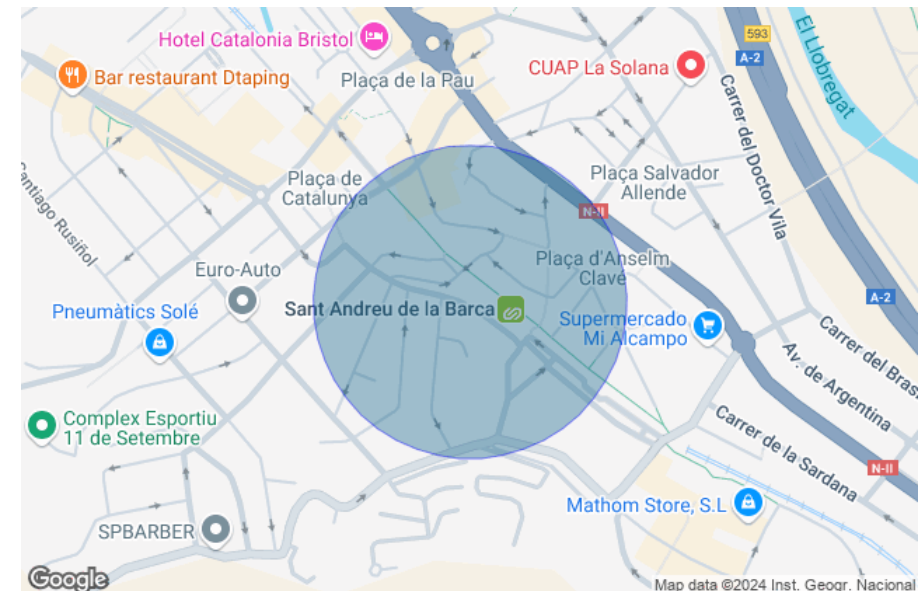 Hotel Catalonia Bristol
593
A-2
El Llobregat
Bar restaurant Dtaping
Plaça de la Pau
CUAP La Solana
Carrer del Doctor Vila
Santiago Rusiñol
Plaça de
Catalunya
Plaça Salvador
Allende
N-II
Euro-Auto
Plaça d'Anselm
Clavé
A-2
Pneumàtics Solé
Sant Andreu de la Barca
Supermercado
Mi Alcampo
Carrer del Bras
Av. de Argentina
Complex Esportiu
11 de Setembre
Carrer de la Sardana
N-II
Mathom Store, S.L
SPBARBER
Google
Map data ©2024 Inst. Geogr. Nacional